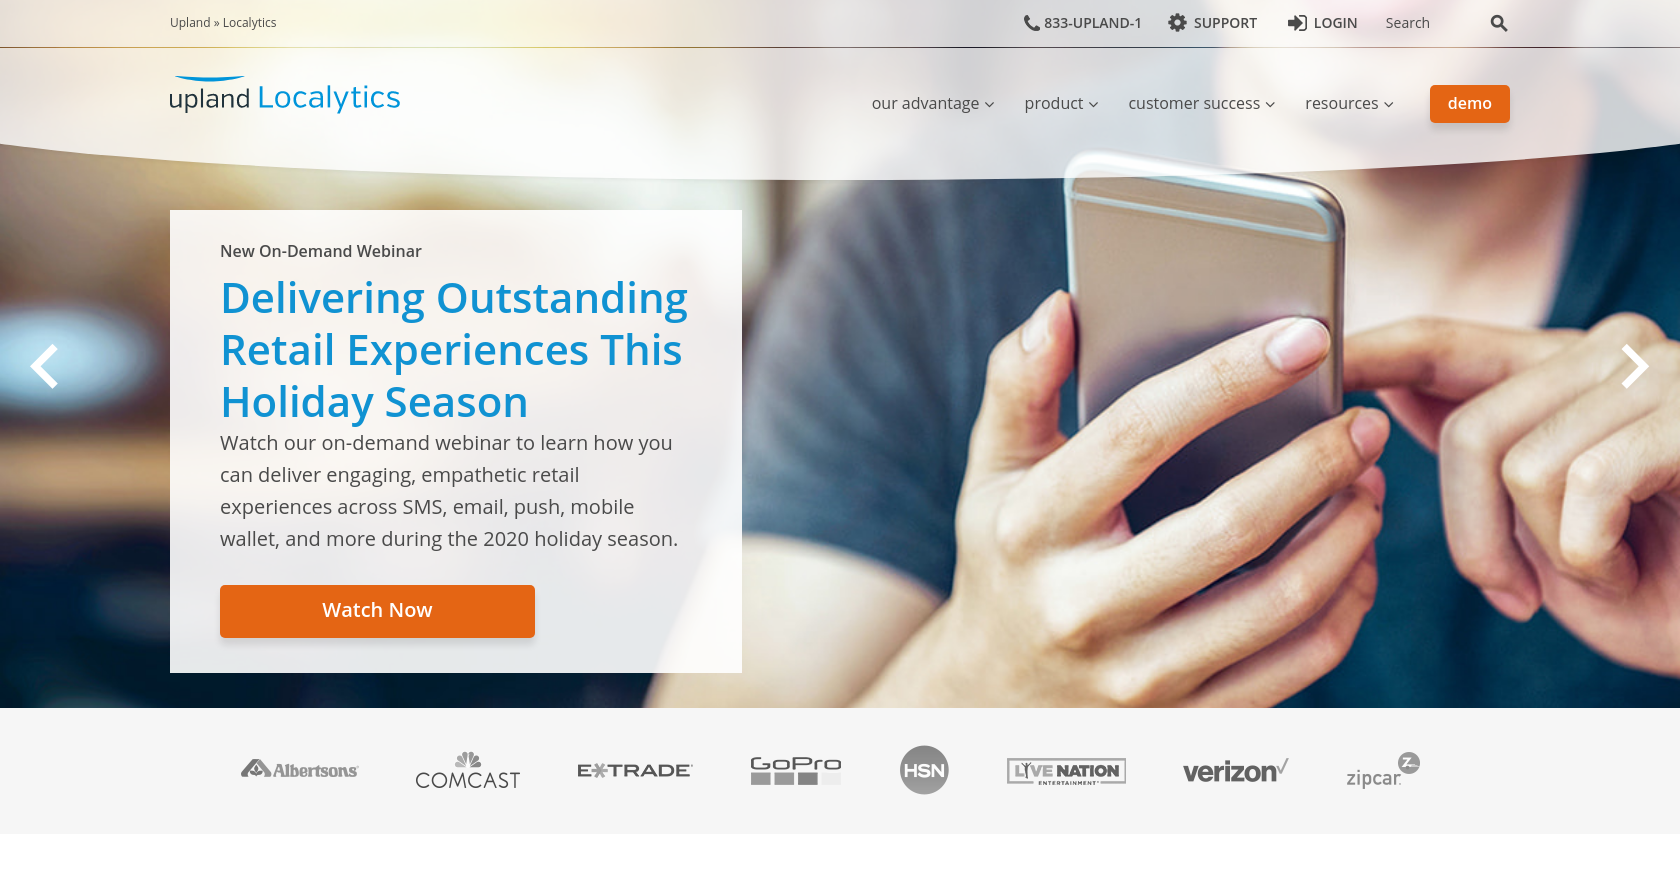 Upland » Localytics
833-UPLAND-1
SUPPORT
LOGIN
Search
upland Localytics
our advantage
product
customer success
resources
demo
New On-Demand Webinar
Delivering Outstanding
Retail Experiences This
Holiday Season
Watch our on-demand webinar to learn how you
can deliver engaging, empathetic retail
experiences across SMS, email, push, mobile
wallet, and more during the 2020 holiday season.
Watch Now
Albertsons
COMCAST
E*TRADE
GoPro
HSN
LIVE NATION
ENTERTAINMENT
verizon
zipcar